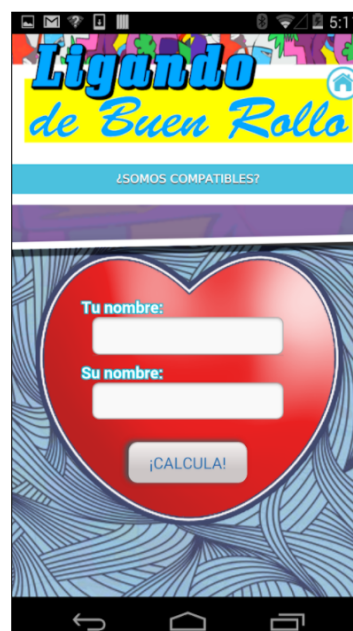 5:1
Ligando
de Buen Rollo
¿SOMOS COMPATIBLES?
Tu nombre:
Su nombre:
¡CALCULA!